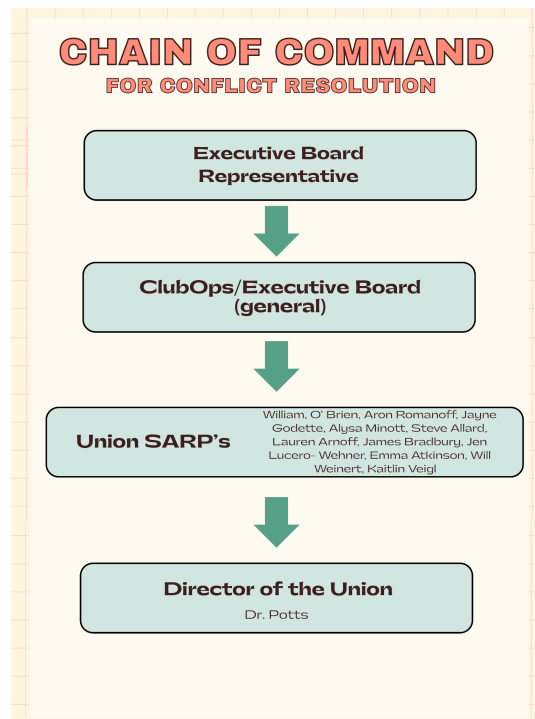 CHAIN OF COMMAND
FOR CONFLICT RESOLUTION
Executive Board
Representative
ClubOps/Executive Board
(general)
Union SARP's
William, O' Brien, Aron Romanoff, Jayne
Godette, Alysa Minott, Steve Allard,
Lauren Arnoff, James Bradbury, Jen
Lucero- Wehner, Emma Atkinson, Will
Weinert, Kaitlin Veigl
Director of the Union
Dr. Potts